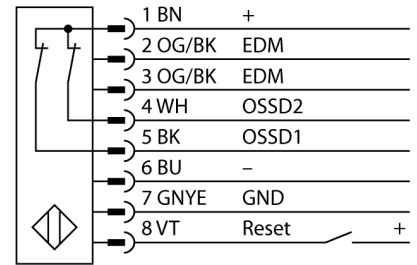 1 BN +
2 OG/BK EDM
3 OG/BK EDM
4 WH OSSD2
5 BK OSSD1
6 BU –
7 GNYE GND
8 VT Reset +